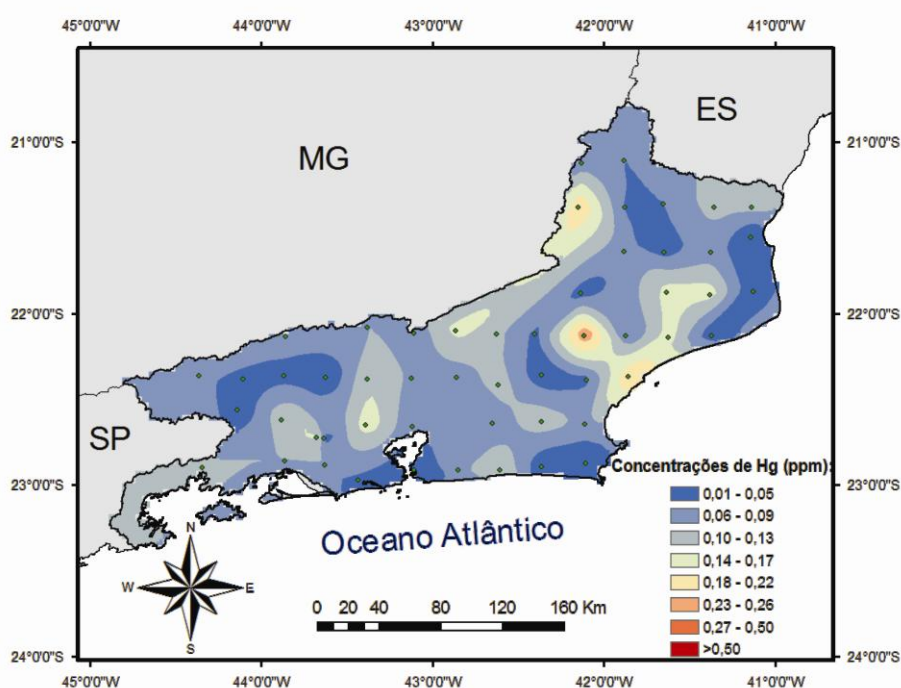 45°0'0"W 44°0'0"W 43°0'0"W 42°0'0"W 41°0'0"W
21°0'0"S 21°0'0"S
22°0'0"S 22°0'0"S
23°0'0"S 23°0'0"S
24°0'0"S 24°0'0"S
MG
ES
SP
Oceano Atlântico
N
W E
S
0 20 40 80 120 160 Km
Concentrações de Hg (ppm):
0,01 - 0,05
0,06 - 0,09
0,10 - 0,13
0,14 - 0,17
0,18 - 0,22
0,23 - 0,26
0,27 - 0,50
>0,50
45°0'0"W 44°0'0"W 43°0'0"W 42°0'0"W 41°0'0"W